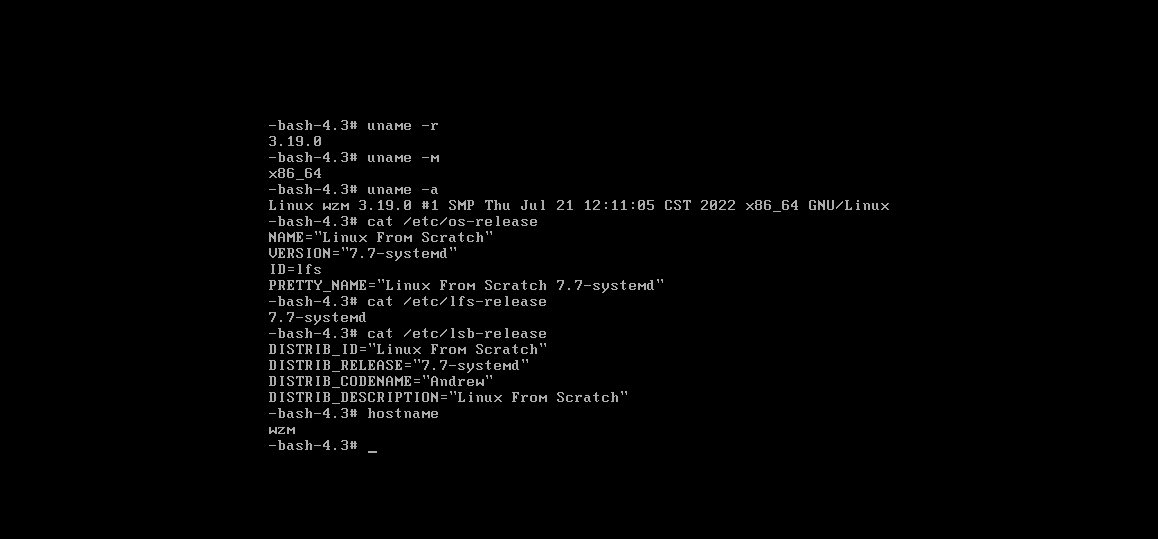 -bash-4.3# uname -r
3.19.0
-bash-4.3# uname -m
x86_64
-bash-4.3# uname -a
Linux wzm 3.19.0 #1 SMP Thu Jul 21 12:11:05 CST 2022 x86_64 GNU/Linux
-bash-4.3# cat /etc/os-release
NAME="Linux From Scratch"
VERSION="7.7-systemd"
ID=lfs
PRETTY_NAME="Linux From Scratch 7.7-systemd"
-bash-4.3# cat /etc/lfs-release
7.7-systemd
-bash-4.3# cat /etc/lsb-release
DISTRIB_ID="Linux From Scratch"
DISTRIB_RELEASE="7.7-systemd"
DISTRIB_CODENAME="Andrew"
DISTRIB_DESCRIPTION="Linux From Scratch"
-bash-4.3# hostname
wzm
-bash-4.3# _